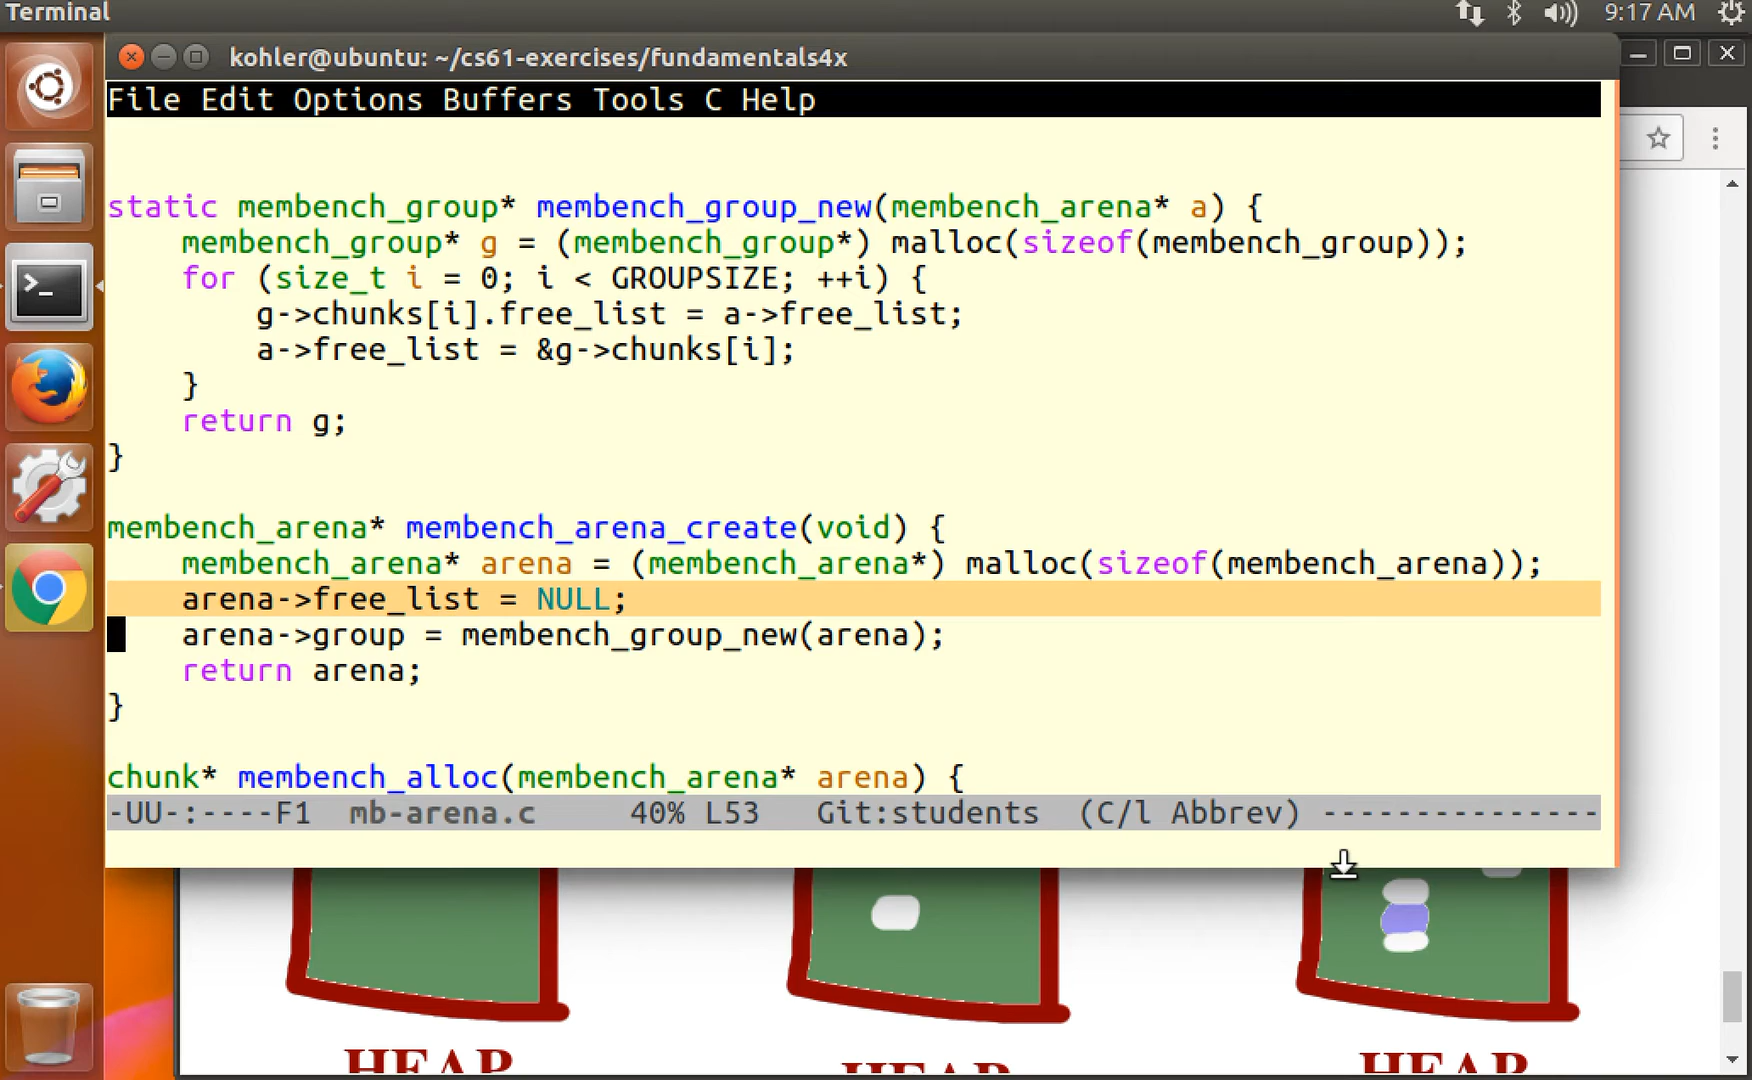 Terminal
9:17 AM
kohler@ubuntu: ~/cs61-exercises/fundamentals4x
File Edit Options Buffers Tools C Help
static membench_group* membench_group_new(membench_arena* a) {
    membench_group* g = (membench_group*) malloc(sizeof(membench_group));
    for (size_t i = 0; i < GROUPSIZE; ++i) {
        g->chunks[i].free_list = a->free_list;
        a->free_list = &g->chunks[i];
    }
    return g;
}
membench_arena* membench_arena_create(void) {
    membench_arena* arena = (membench_arena*) malloc(sizeof(membench_arena));
    arena->free_list = NULL;
    arena->group = membench_group_new(arena);
    return arena;
}
chunk* membench_alloc(membench_arena* arena) {
-UU-:----F1  mb-arena.c     40% L53   Git:students  (C/l Abbrev) ---------------
HEAP HEAP HEAP